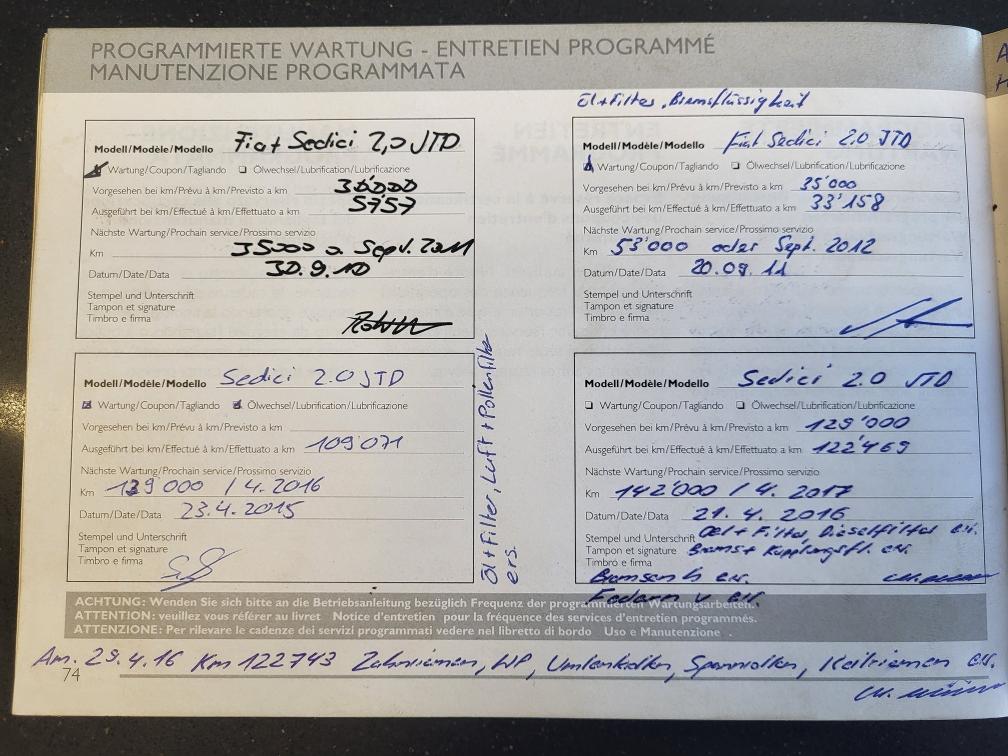 PROGRAMMIERTE WARTUNG - ENTRETIEN PROGRAMMÉ
MANUTENZIONE PROGRAMMATA
Modell/Modèle/Modello Fiat Sedici 2,0 JTD
Wartung/Coupon/Tagliando Ölwechsel/Lubrification/Lubrificazione
Vorgesehen bei km/Prévu à km/Previsto a km
Ausgeführt bei km/Effectué à km/Effettuato a km 5757
Nächste Wartung/Prochain service/Prossimo servizio
Km 35000 o Sept. 2011
Datum/Date/Data 30.9.10
Stempel und Unterschrift
Tampon et signature
Timbro e firma
Öl+Filter, Bremsflüssigkeit
Modell/Modèle/Modello Fiat Sedici 2.0 JTD
Wartung/Coupon/Tagliando Ölwechsel/Lubrification/Lubrificazione
Vorgesehen bei km/Prévu à km/Previsto a km 35'000
Ausgeführt bei km/Effectué à km/Effettuato a km 33'158
Nächste Wartung/Prochain service/Prossimo servizio
Km 53'000 oder Sept. 2012
Datum/Date/Data 20.09.11
Stempel und Unterschrift
Tampon et signature
Timbro e firma
Modell/Modèle/Modello Sedici 2.0 JTD
Wartung/Coupon/Tagliando Ölwechsel/Lubrification/Lubrificazione
Vorgesehen bei km/Prévu à km/Previsto a km
Ausgeführt bei km/Effectué à km/Effettuato a km 109'071
Nächste Wartung/Prochain service/Prossimo servizio
Km 129'000 / 4. 2016
Datum/Date/Data 23.4.2015
Stempel und Unterschrift
Tampon et signature
Timbro e firma
Öl+Filter, Luft+Pollenfilter
ers.
Modell/Modèle/Modello Sedici 2.0 JTD
Wartung/Coupon/Tagliando Ölwechsel/Lubrification/Lubrificazione
Vorgesehen bei km/Prévu à km/Previsto a km 129'000
Ausgeführt bei km/Effectué à km/Effettuato a km 122'469
Nächste Wartung/Prochain service/Prossimo servizio
Km 142'000 / 4. 2017
Datum/Date/Data 21. 4. 2016
Stempel und Unterschrift Oel+Filter, Dieselfilter ers.
Tampon et signature Brems+Kupplungsfl. ers.
Timbro e firma
Bremsen h ers.
Federn v ers.
ACHTUNG: Wenden Sie sich bitte an die Betriebsanleitung bezüglich Frequenz der programmierten Wartungsarbeiten.
ATTENTION: veuillez vous référer au livret Notice d'entretien pour la fréquence des services d'entretien programmés.
ATTENZIONE: Per rilevare le cadenze dei servizi programmati vedere nel libretto di bordo Uso e Manutenzione .
Am. 29.4.16 Km 122743 Zahnriemen, WP, Umlenkrollen, Spannrollen, Keilriemen ers.
74